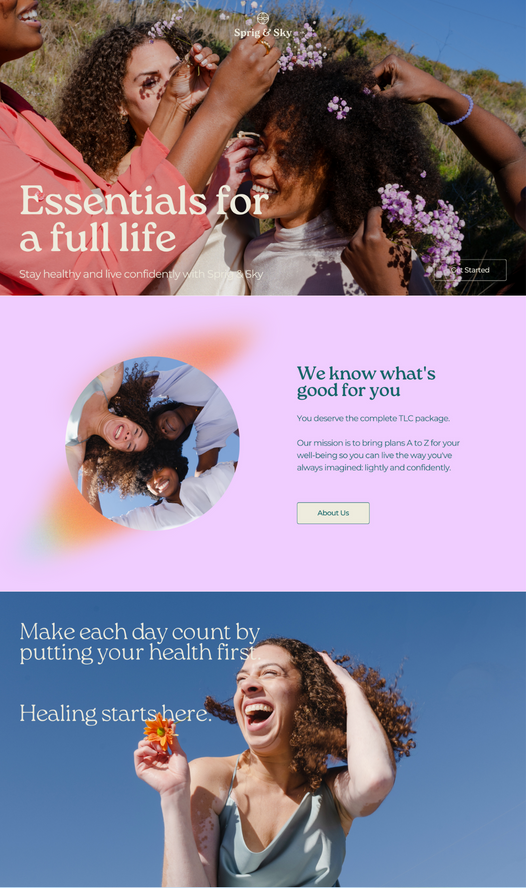 Sprig & Sky
Essentials for
a full life
Stay healthy and live confidently with Sprig & Sky
Get Started
We know what's
good for you
You deserve the complete TLC package.
Our mission is to bring plans A to Z for your
well-being so you can live the way you've
always imagined: lightly and confidently.
About Us
Make each day count by
putting your health first.
Healing starts here.